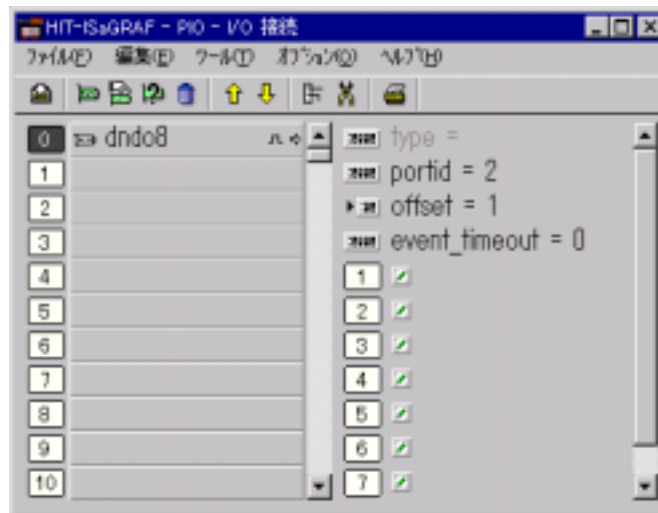 HIT-ISaGRAF - PIO - I/O 接続
ファイル(F) 編集(E) ツール(T) オプション(O) ヘルプ(H)
0 dndo8
1
2
3
4
5
6
7
8
9
10
type =
portid = 2
offset = 1
event_timeout = 0
1
2
3
4
5
6
7